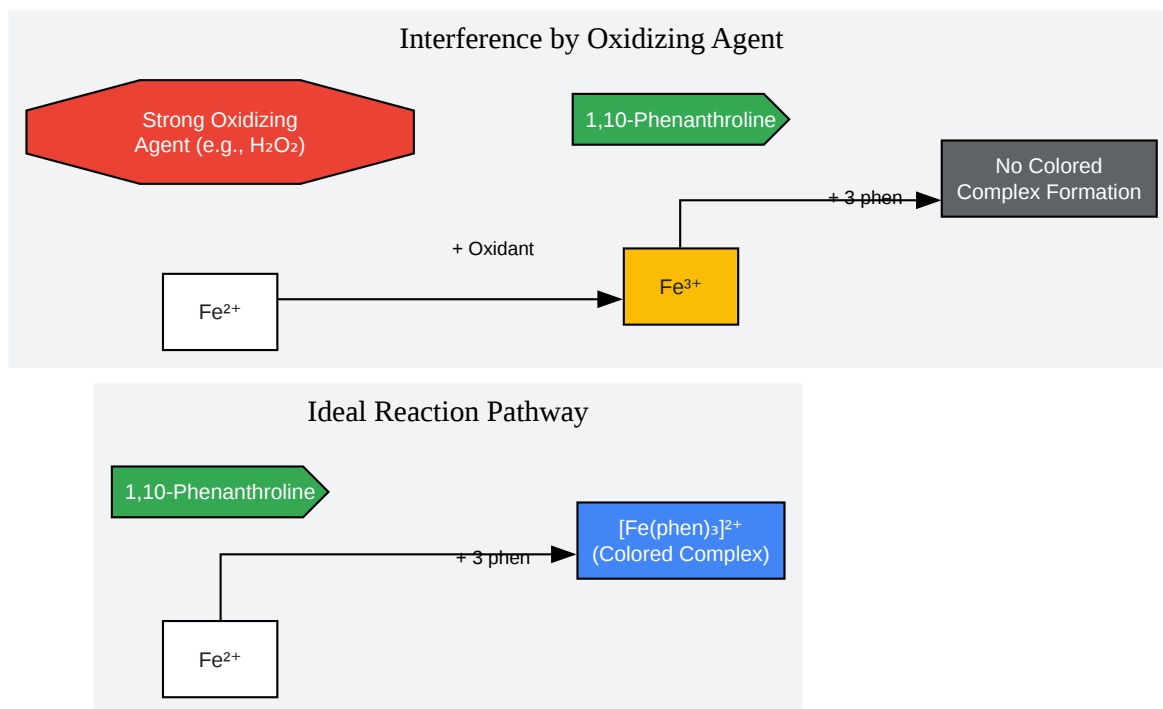 Interference by Oxidizing Agent
Strong Oxidizing
Agent (e.g., H₂O₂)
1,10-Phenanthroline
No Colored
Complex Formation
+ 3 phen
+ Oxidant
Fe³⁺
Fe²⁺
Ideal Reaction Pathway
1,10-Phenanthroline
[Fe(phen)₃]²⁺
(Colored Complex)
+ 3 phen
Fe²⁺